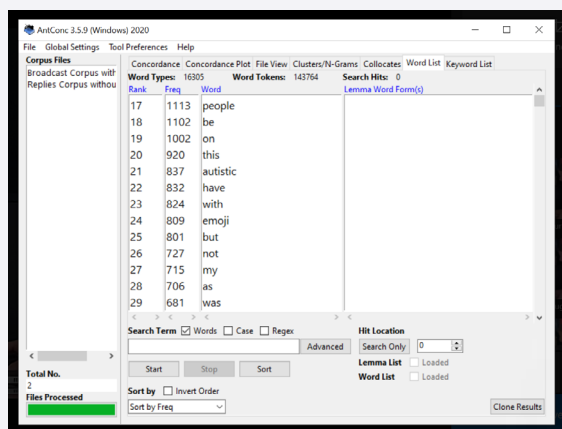 AntConc 3.5.9 (Windows) 2020
File Global Settings Tool Preferences Help
Corpus Files
Broadcast Corpus with
Replies Corpus withou
Concordance Concordance Plot File View Clusters/N-Grams Collocates Word List Keyword List
Word Types: 16305 Word Tokens: 143764 Search Hits: 0
Rank Freq Word Lemma Word Form(s)
17 1113 people
18 1102 be
19 1002 on
20 920 this
21 837 autistic
22 832 have
23 824 with
24 809 emoji
25 801 but
26 727 not
27 715 my
28 706 as
29 681 was
Search Term Words Case Regex Hit Location
Advanced Search Only 0
Start Stop Sort Lemma List Loaded
Word List Loaded
Total No.
2
Files Processed
Sort by Invert Order
Sort by Freq Clone Results